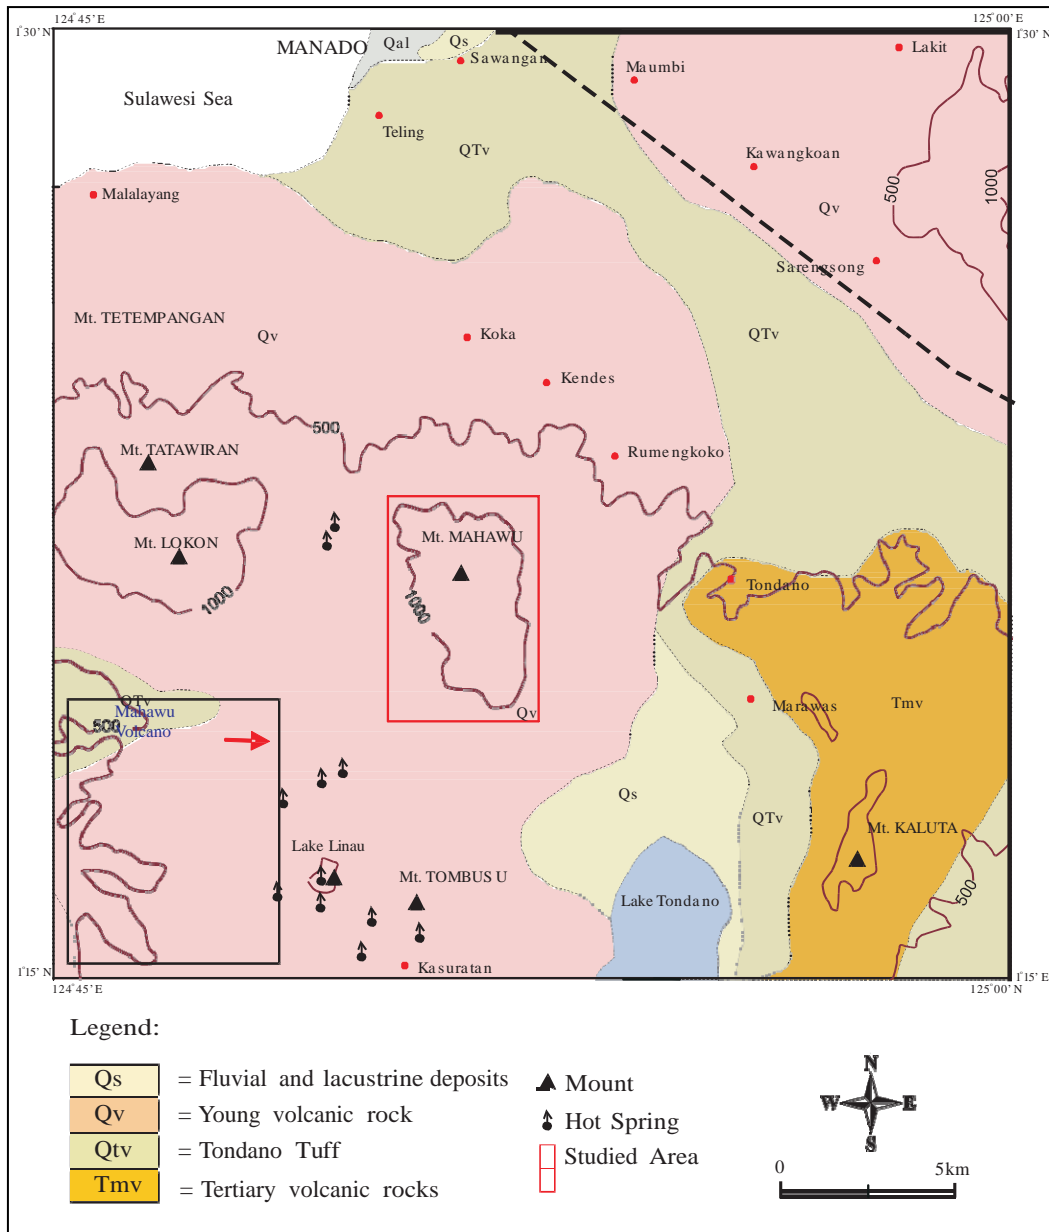 124°45' E
125°00' E
1°30' N
1°30' N
MANADO
Qal
Qs
Sawangan
Maumbi
Lakit
Sulawesi Sea
Teling
QTv
Kawangkoan
500
1000
Malalayang
Qv
Sarengsong
Mt. TETEMPANGAN
Qv
Koka
QTv
Kendes
500
Mt. TATAWIRAN
Rumengkoko
Mt. LOKON
Mt. MAHAWU
1000
1000
Tondano
QTv
Mahawu
Volcano
500
Qv
Marawas
Tmv
Qs
QTv
Mt. KALUTA
Lake Linau
Mt. TOMBUS U
Lake Tondano
500
Kasuratan
1°15' N
1°15' E
124°45' E
125°00' N
Legend:
Qs = Fluvial and lacustrine deposits
Qv = Young volcanic rock
Qtv = Tondano Tuff
Tmv = Tertiary volcanic rocks
Mount
Hot Spring
Studied Area
N
W E
S
0 5km